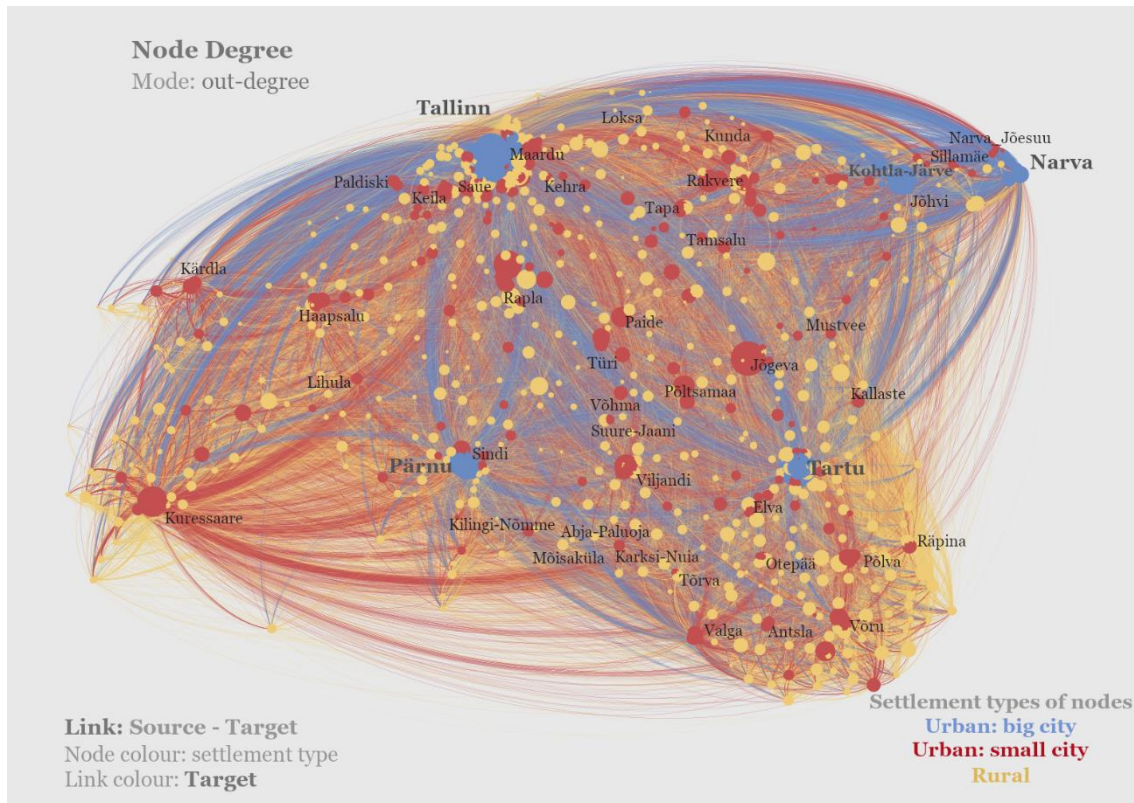 Node Degree
Mode: out-degree
Tallinn
Loksa
Kunda
Narva_Jõesuu
Maardu
Sillamäe
Narva
Kohtla-Järve
Paldiski
Saue
Kehra
Rakvere
Keila
Jõhvi
Tapa
Tamsalu
Kärdla
Rapla
Haapsalu
Paide
Mustvee
Türi
Jõgeva
Lihula
Põltsamaa
Kallaste
Võhma
Suure-Jaani
Sindi
Pärnu
Tartu
Viljandi
Elva
Kuressaare
Kilingi-Nõmme
Abja-Paluoja
Räpina
Mõisaküla
Karksi-Nuia
Otepää
Põlva
Tõrva
Valga
Antsla
Võru
Settlement types of nodes
Urban: big city
Urban: small city
Rural
Link: Source - Target
Node colour: settlement type
Link colour: Target